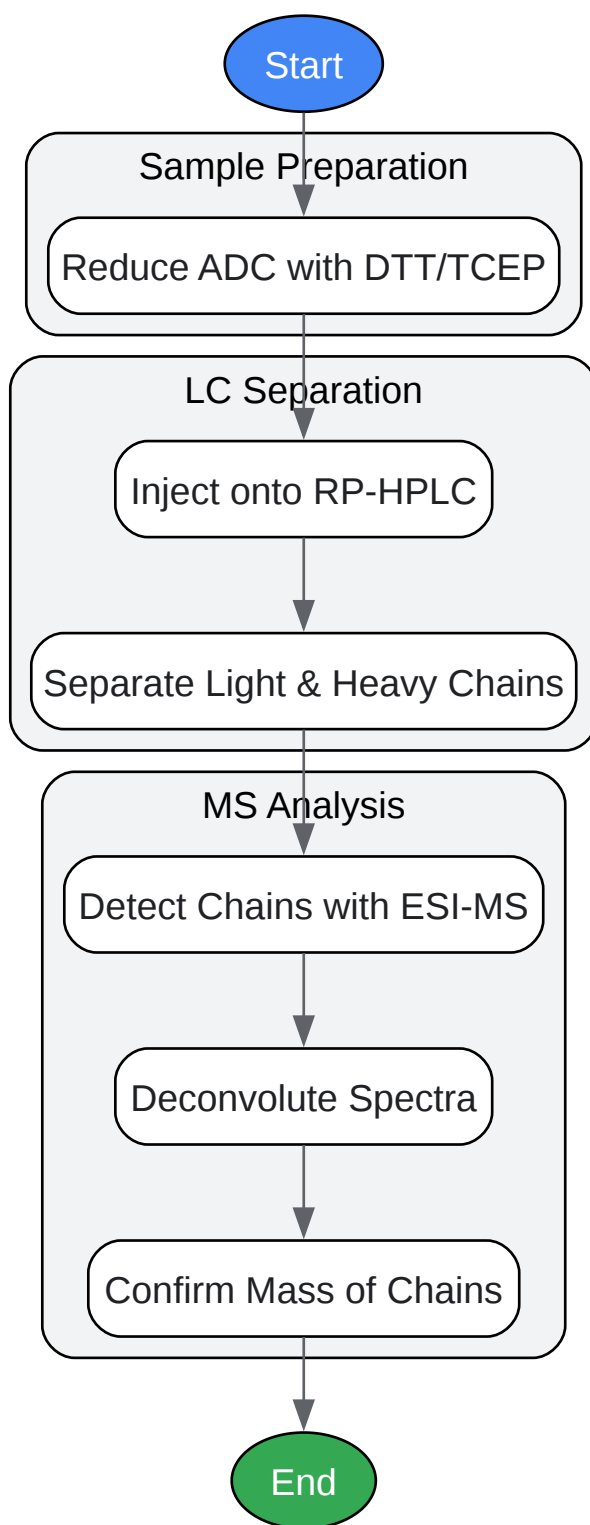 Start
Sample Preparation
Reduce ADC with DTT/TCEP
LC Separation
Inject onto RP-HPLC
Separate Light & Heavy Chains
MS Analysis
Detect Chains with ESI-MS
Deconvolute Spectra
Confirm Mass of Chains
End